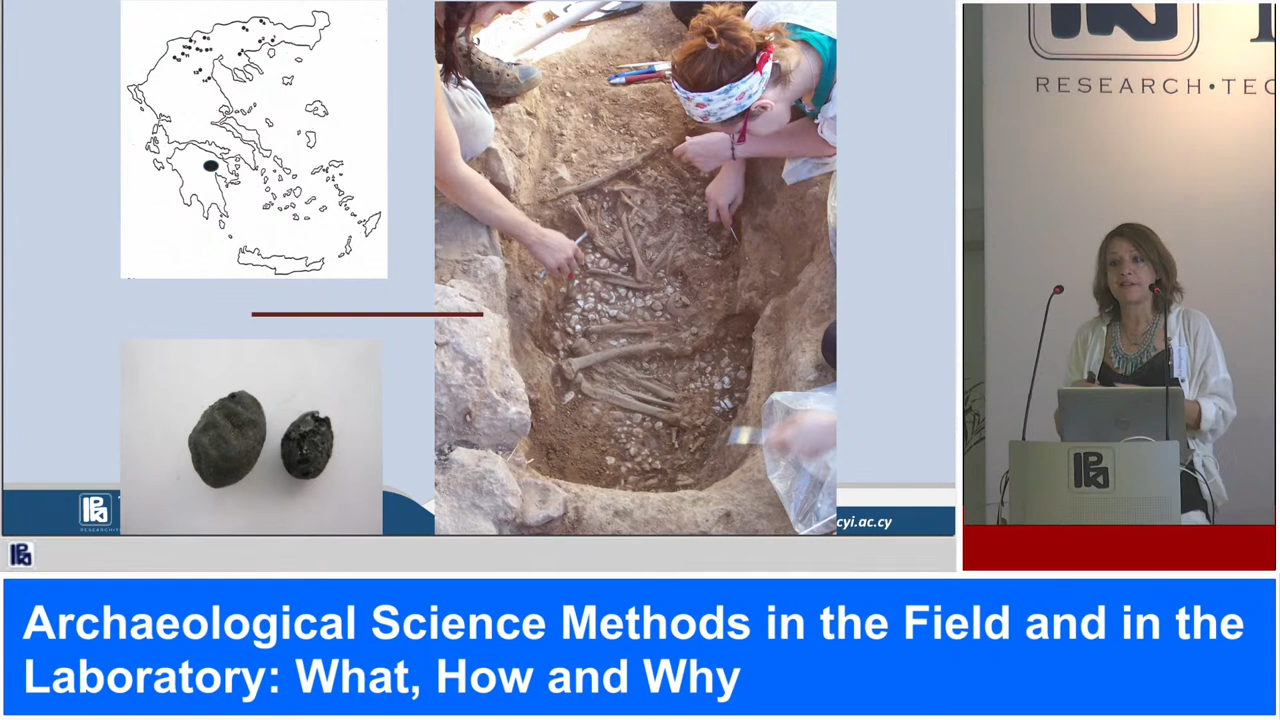 RESEARCH•TEC
cyi.ac.cy
Archaeological Science Methods in the Field and in the
Laboratory: What, How and Why